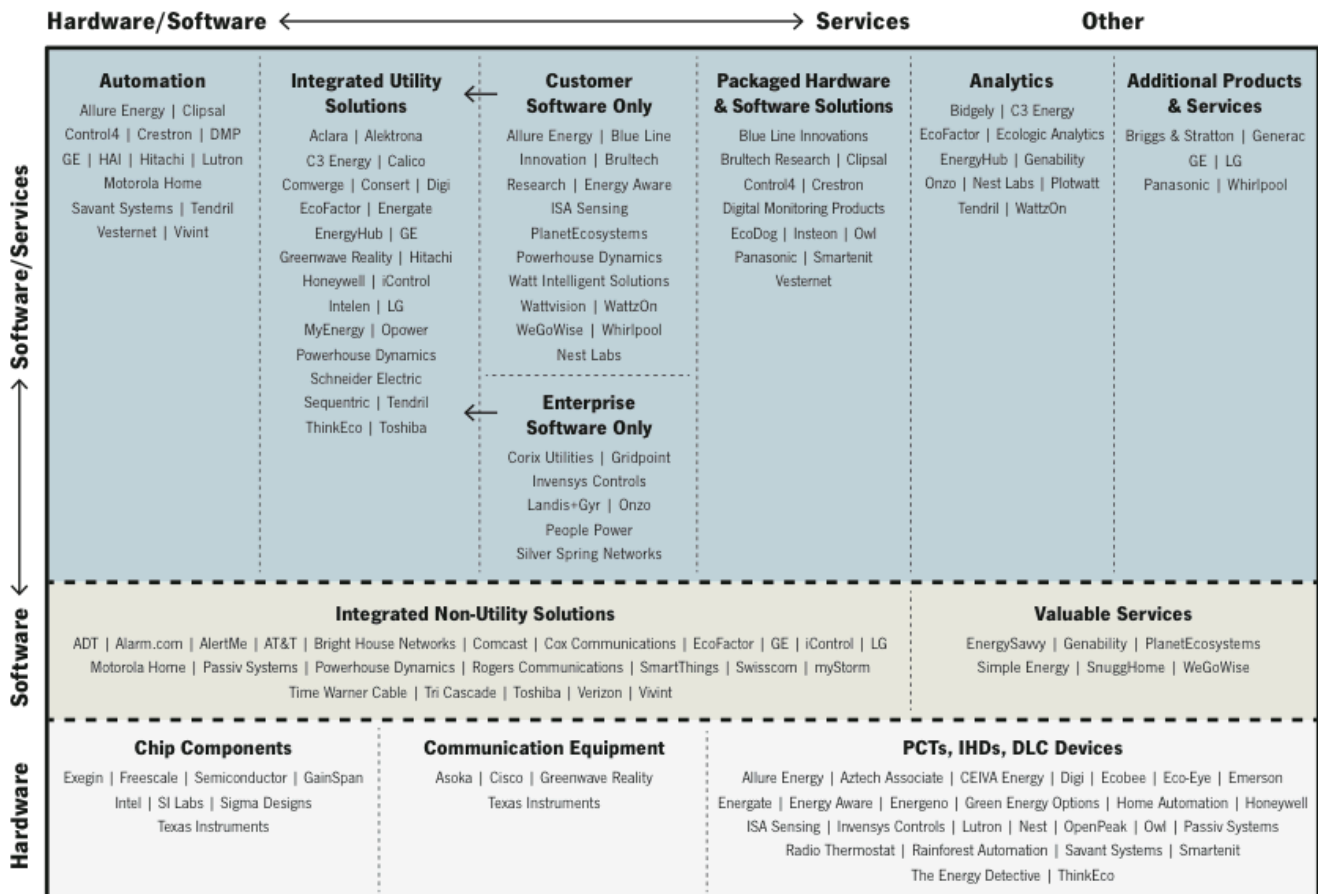 Hardware/Software Services Other
Software/Services
Software
Hardware
Automation
Allure Energy | Clipsal
Control4 | Crestron | DMP
GE | HAI | Hitachi | Lutron
Motorola Home
Savant Systems | Tendril
Vesternet | Vivint
Integrated Utility
Solutions
Aclara | Alektrona
C3 Energy | Calico
Comverge | Consert | Digi
EcoFactor | Energate
EnergyHub | GE
Greenwave Reality | Hitachi
Honeywell | iControl
Intelen | LG
MyEnergy | Opower
Powerhouse Dynamics
Schneider Electric
Sequentric | Tendril
ThinkEco | Toshiba
Customer
Software Only
Allure Energy | Blue Line
Innovation | Brultech
Research | Energy Aware
ISA Sensing
PlanetEcosystems
Powerhouse Dynamics
Watt Intelligent Solutions
Wattvision | WattzOn
WeGoWise | Whirlpool
Nest Labs
Enterprise
Software Only
Corix Utilities | Gridpoint
Invensys Controls
Landis+Gyr | Onzo
People Power
Silver Spring Networks
Packaged Hardware
& Software Solutions
Blue Line Innovations
Brultech Research | Clipsal
Control4 | Crestron
Digital Monitoring Products
EcoDog | Insteon | Owl
Panasonic | Smartenit
Vesternet
Analytics
Bidgely | C3 Energy
EcoFactor | Ecologic Analytics
EnergyHub | Genability
Onzo | Nest Labs | Plotwatt
Tendril | WattzOn
Additional Products
& Services
Briggs & Stratton | Generac
GE | LG
Panasonic | Whirlpool
Integrated Non-Utility Solutions
ADT | Alarm.com | AlertMe | AT&T | Bright House Networks | Comcast | Cox Communications | EcoFactor | GE | iControl | LG
Motorola Home | Passiv Systems | Powerhouse Dynamics | Rogers Communications | SmartThings | Swisscom | myStorm
Time Warner Cable | Tri Cascade | Toshiba | Verizon | Vivint
Valuable Services
EnergySavvy | Genability | PlanetEcosystems
Simple Energy | SnuggHome | WeGoWise
Chip Components
Exegin | Freescale | Semiconductor | GainSpan
Intel | SI Labs | Sigma Designs
Texas Instruments
Communication Equipment
Asoka | Cisco | Greenwave Reality
Texas Instruments
PCTs, IHDs, DLC Devices
Allure Energy | Aztech Associate | CEIVA Energy | Digi | Ecobee | Eco-Eye | Emerson
Energate | Energy Aware | Energeno | Green Energy Options | Home Automation | Honeywell
ISA Sensing | Invensys Controls | Lutron | Nest | OpenPeak | Owl | Passiv Systems
Radio Thermostat | Rainforest Automation | Savant Systems | Smartenit
The Energy Detective | ThinkEco